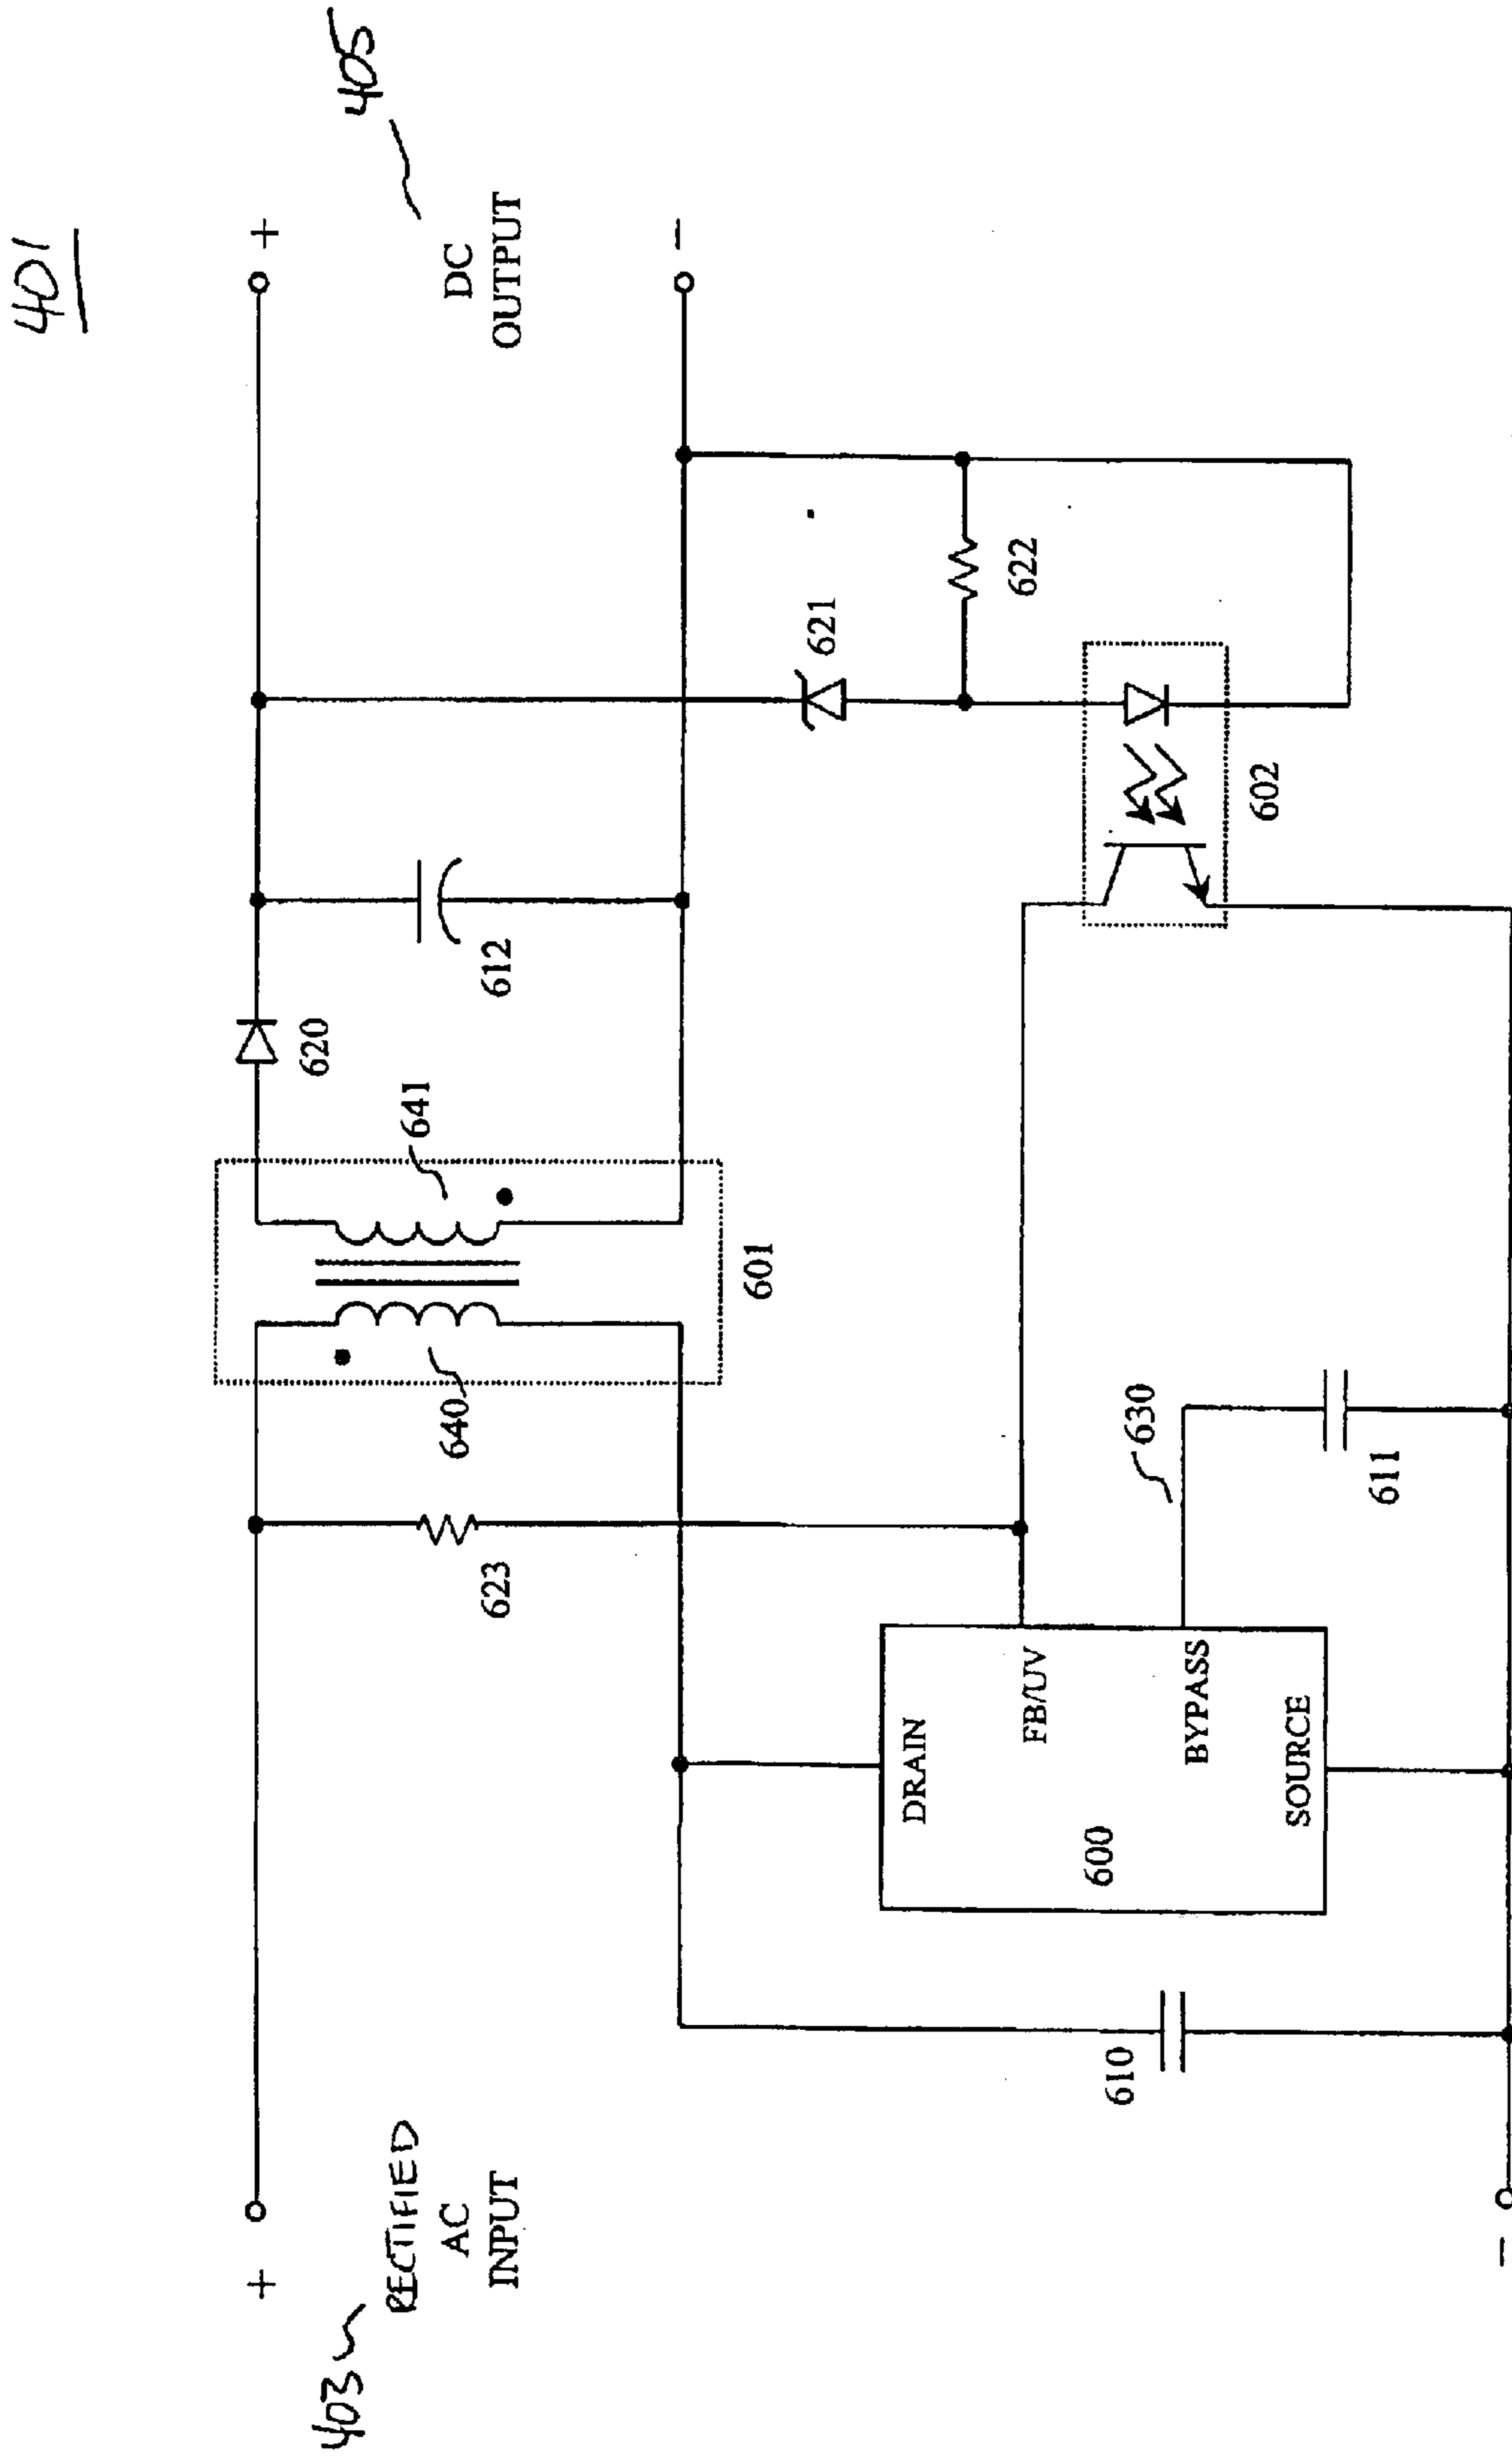 401
405
+
DC
OUTPUT
-
620
612
641
601
640
623
621
622
602
630
611
DRAIN
FB/UV
BYPASS
SOURCE
600
610
403
+
RECTIFIED
AC
INPUT
-